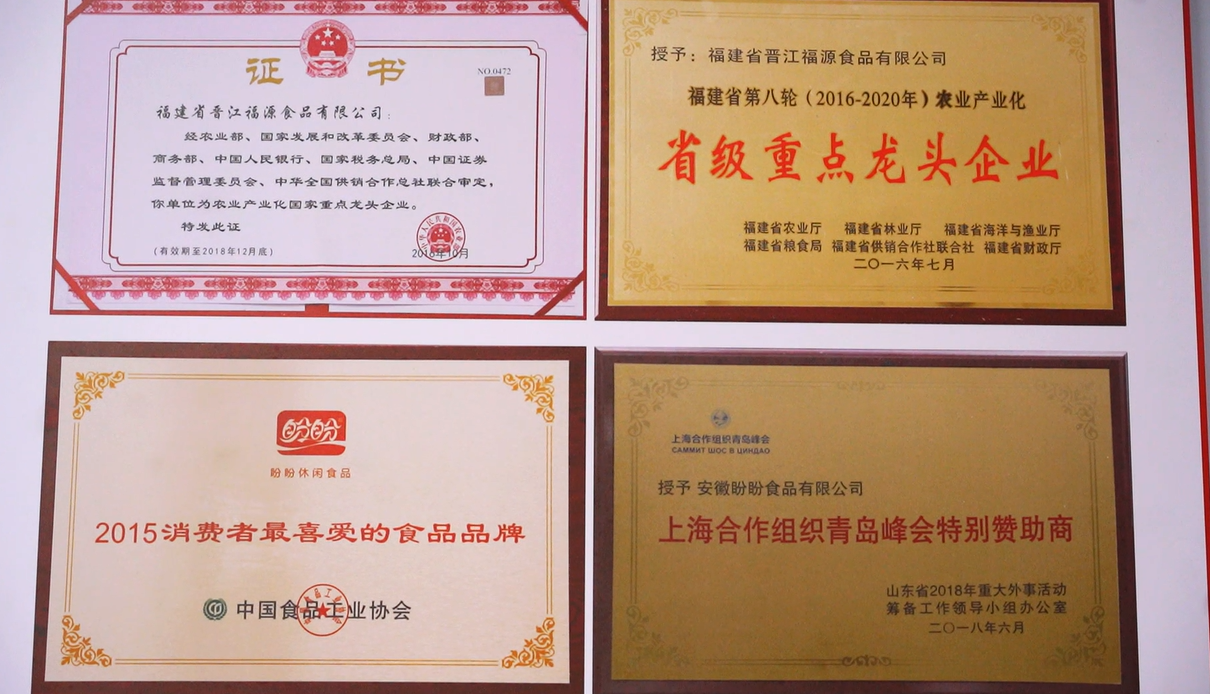 证书
NO.0472
福建省晋江福源食品有限公司:
经农业部、国家发展和改革委员会、财政部、
商务部、中国人民银行、国家税务总局、中国证券
监督管理委员会、中华全国供销合作总社联合审定,
你单位为农业产业化国家重点龙头企业。
特发此证
(有效期至2018年12月底)
2016年10月
授予：福建省晋江福源食品有限公司
福建省第八轮（2016-2020年）农业产业化
省级重点龙头企业
福建省农业厅 福建省林业厅 福建省海洋与渔业厅
福建省粮食局 福建省供销合作社联合社 福建省财政厅
二〇一六年七月
盼盼
盼盼休闲食品
2015消费者最喜爱的食品品牌
中国食品工业协会
上海合作组织青岛峰会
САММИТ ШОС В ЦИНДАО
授予 安徽盼盼食品有限公司
上海合作组织青岛峰会特别赞助商
山东省2018年重大外事活动
筹备工作领导小组办公室
二〇一八年六月